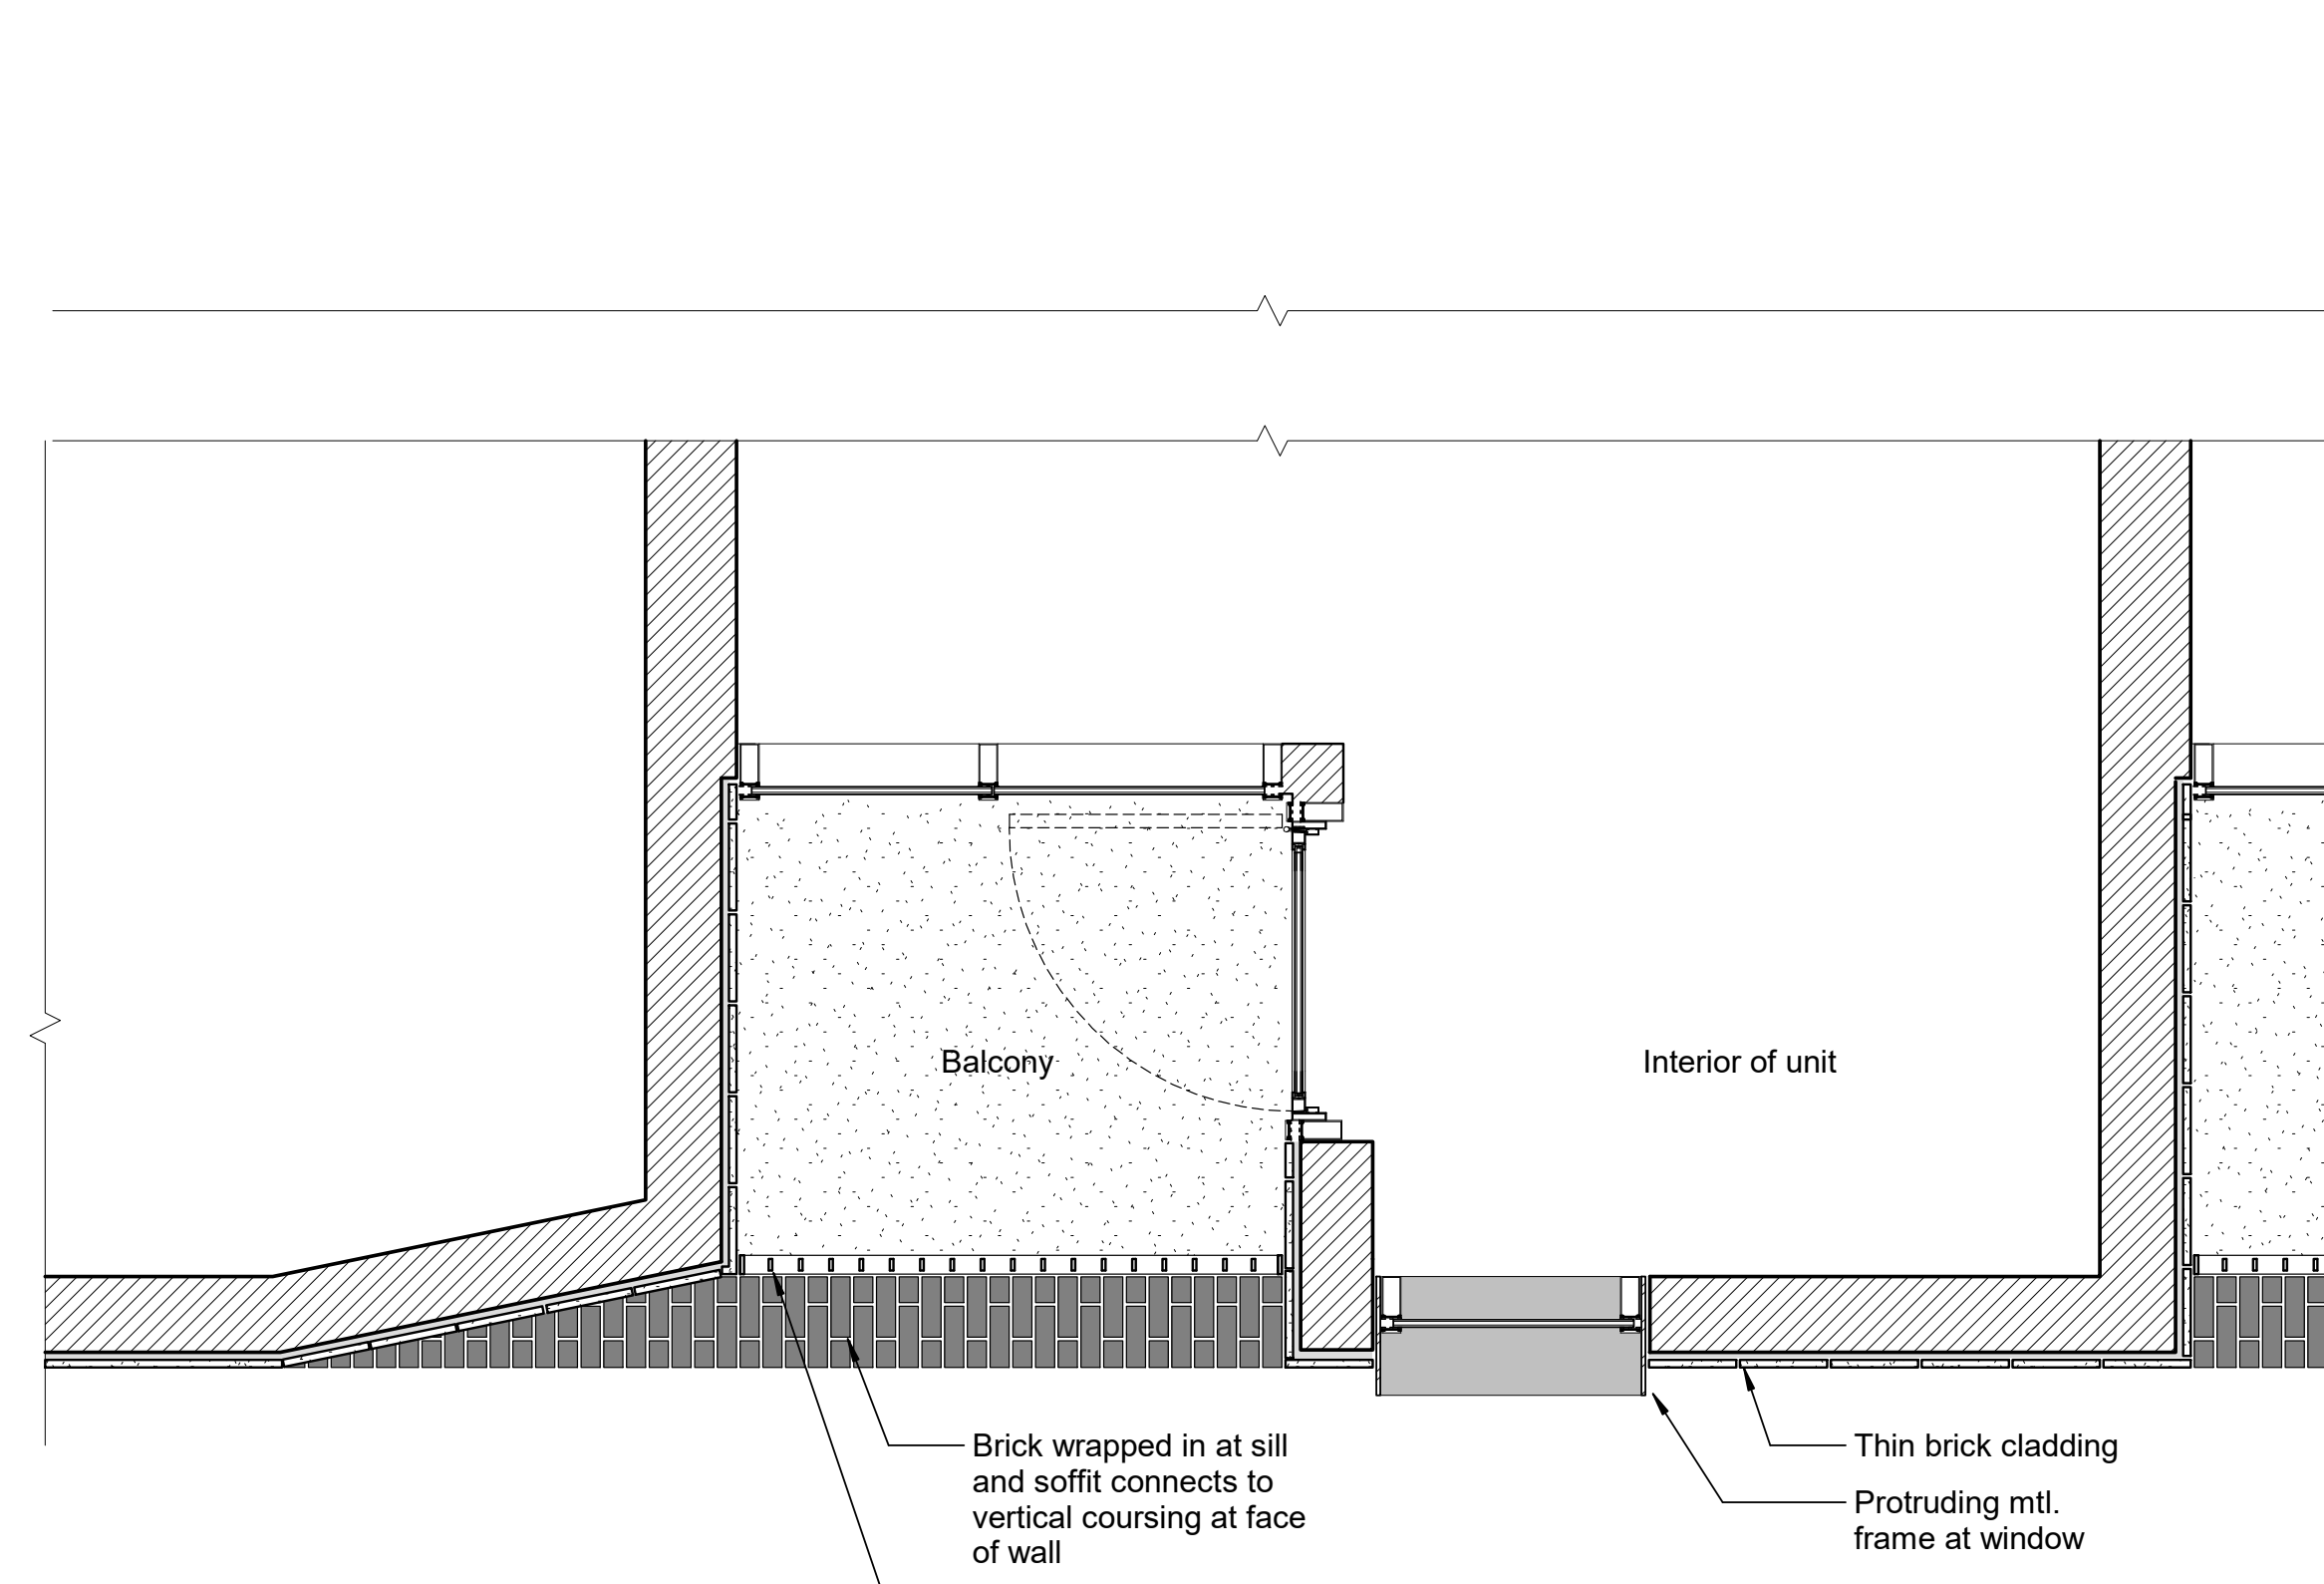 Balcony
Interior of unit
Brick wrapped in at sill
and soffit connects to
vertical coursing at face
of wall
Thin brick cladding
Protruding mtl.
frame at window